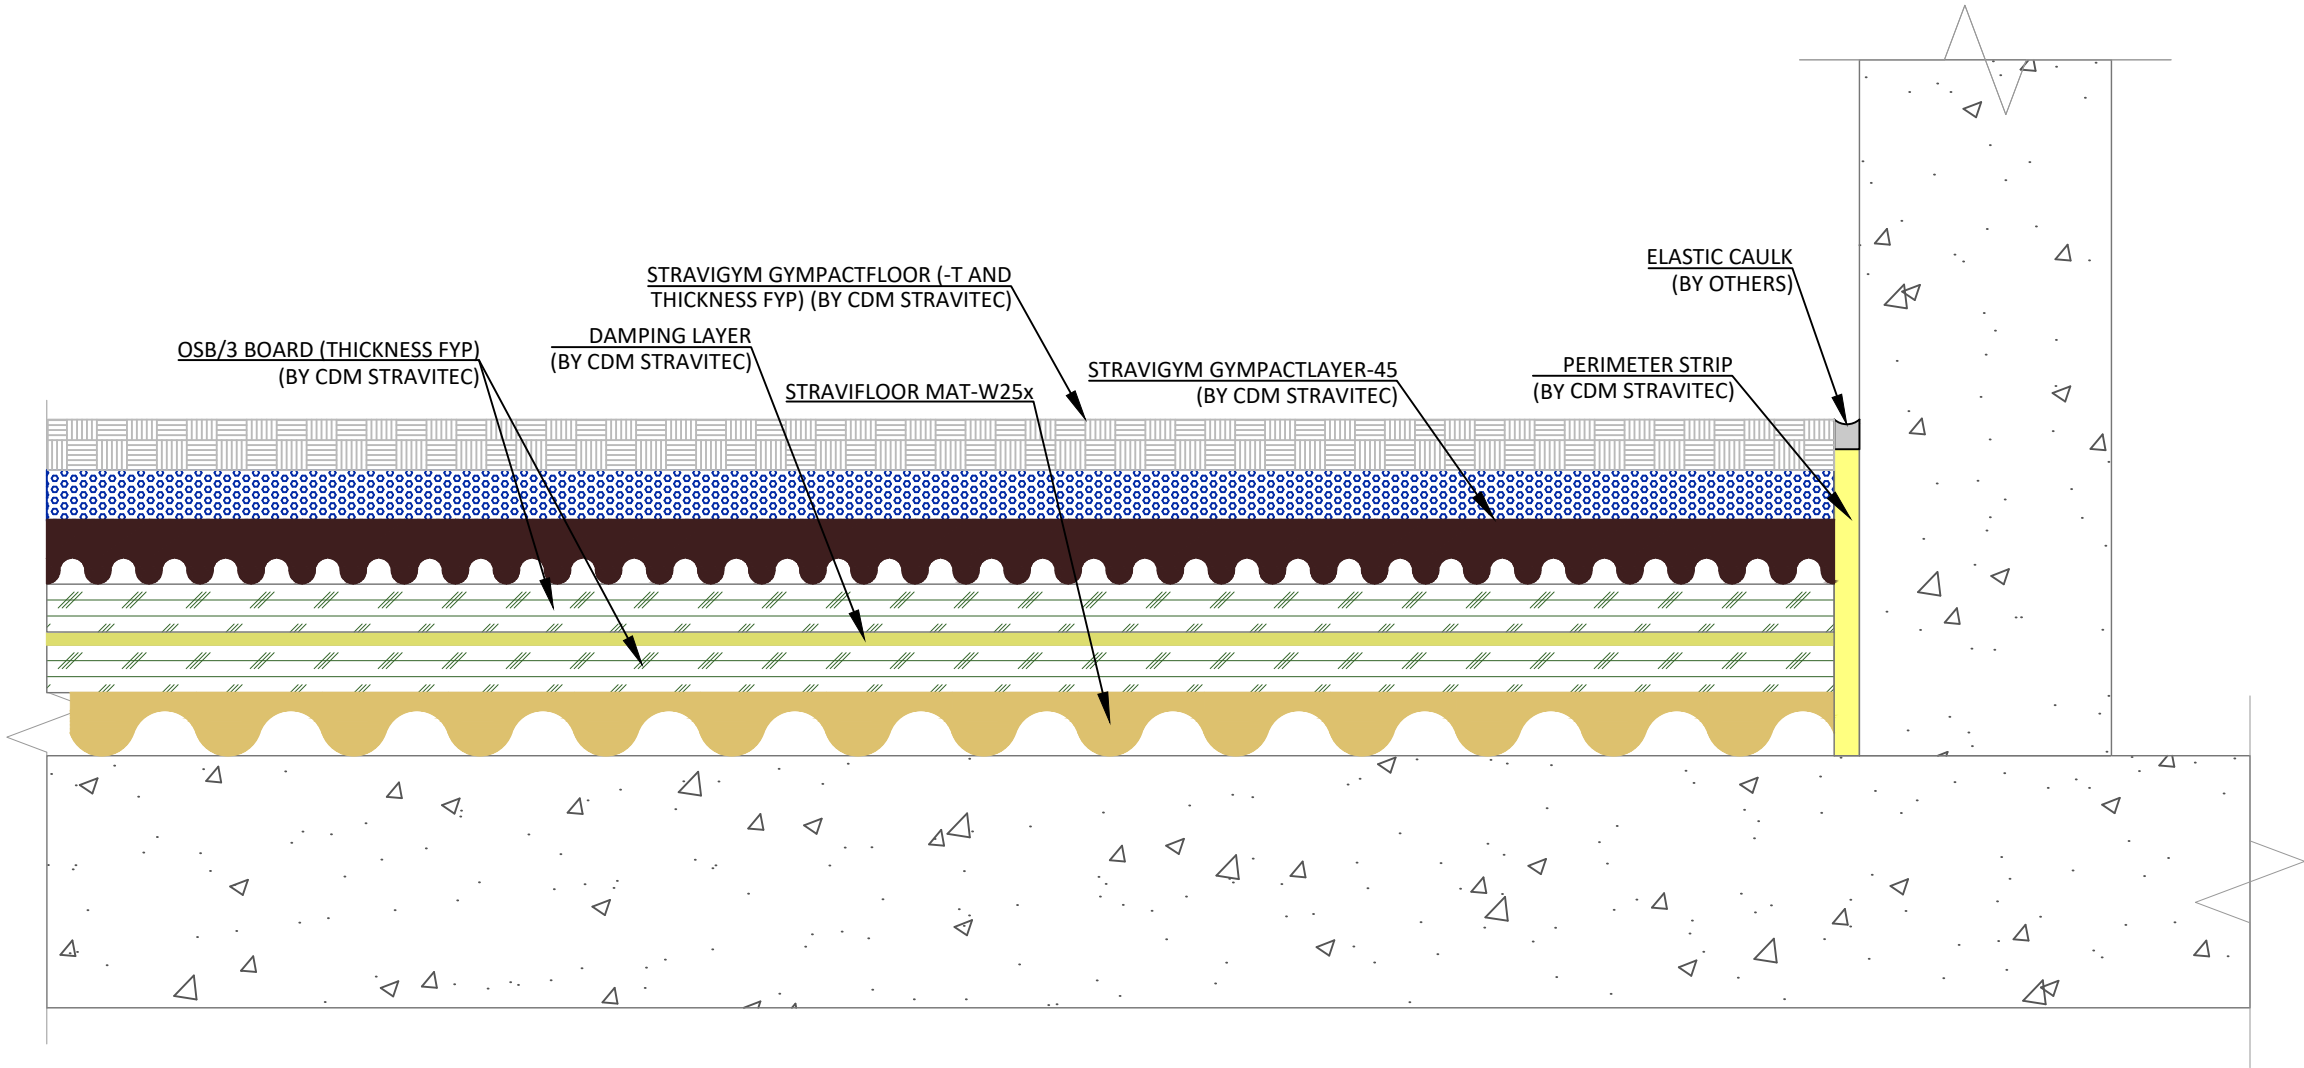 ELASTIC CAULK
(BY OTHERS)
STRAVIGYM GYMPACTFLOOR (-T AND
THICKNESS FYP) (BY CDM STRAVITEC)
DAMPING LAYER
(BY CDM STRAVITEC)
OSB/3 BOARD (THICKNESS FYP)
(BY CDM STRAVITEC)
STRAVIFLOOR MAT-W25x
STRAVIGYM GYMPACTLAYER-45
(BY CDM STRAVITEC)
PERIMETER STRIP
(BY CDM STRAVITEC)